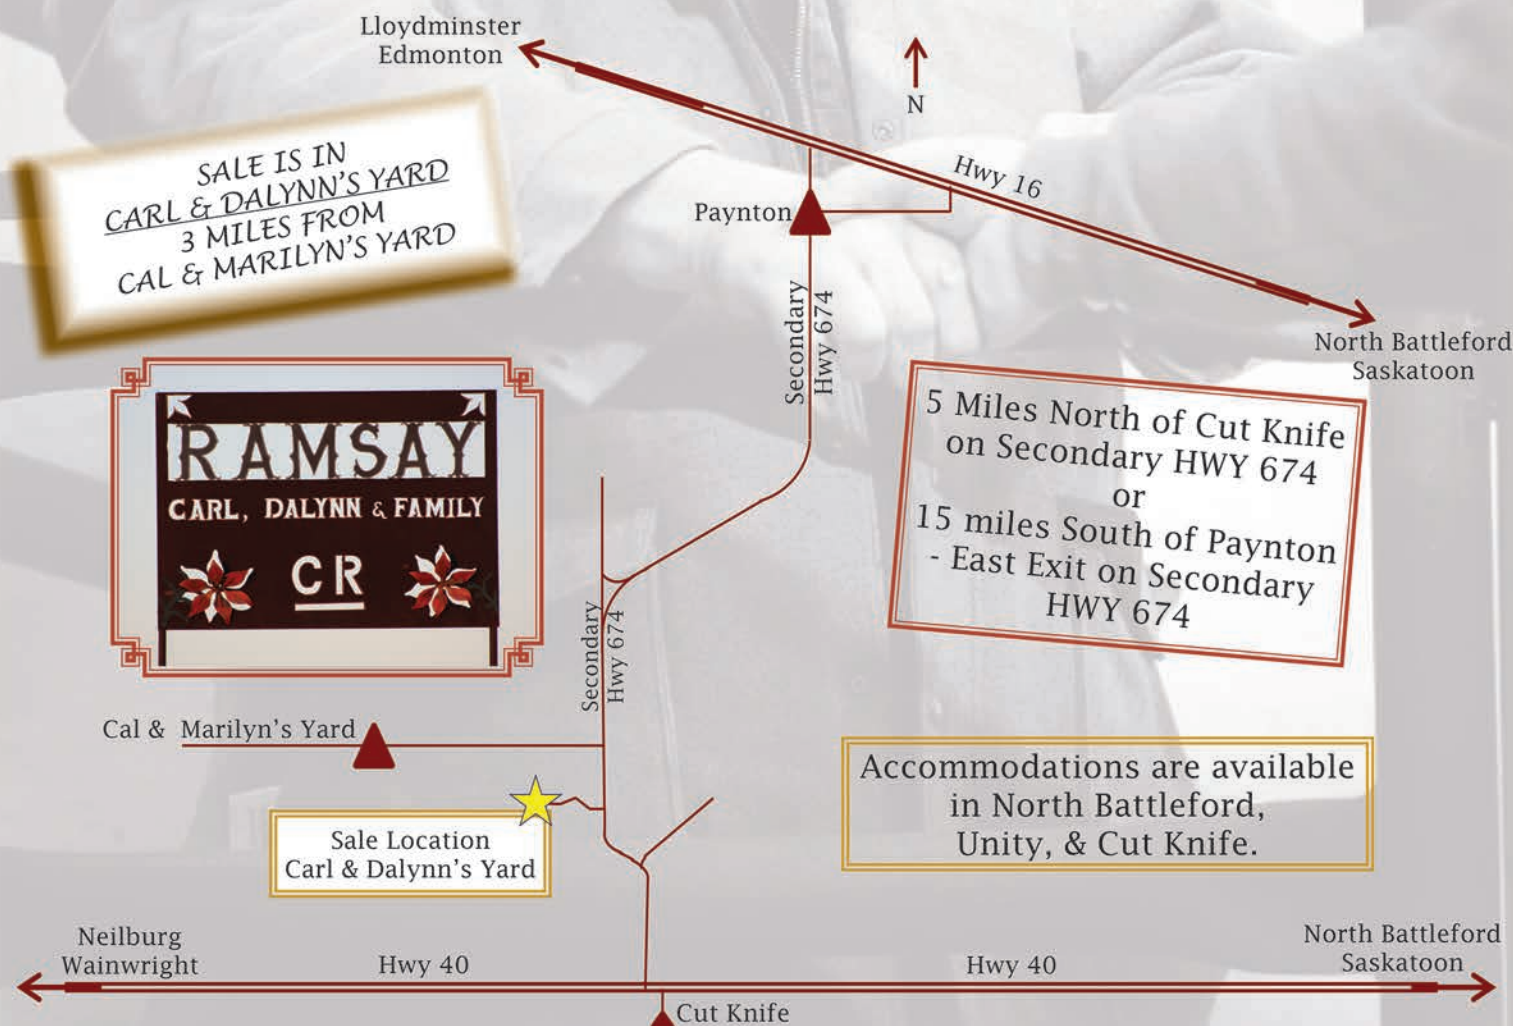 Lloydminster
Edmonton
N
Hwy 16
SALE IS IN
CARL & DALYNN'S YARD
3 MILES FROM
CAL & MARILYN'S YARD
Paynton
Secondary
Hwy 674
North Battleford
Saskatoon
RAMSAY
CARL, DALYNN & FAMILY
CR
5 Miles North of Cut Knife
on Secondary HWY 674
or
15 miles South of Paynton
- East Exit on Secondary
HWY 674
Secondary
Hwy 674
Cal & Marilyn's Yard
Sale Location
Carl & Dalynn's Yard
Accommodations are available
in North Battleford,
Unity, & Cut Knife.
Neilburg
Wainwright
Hwy 40
Hwy 40
North Battleford
Saskatoon
Cut Knife